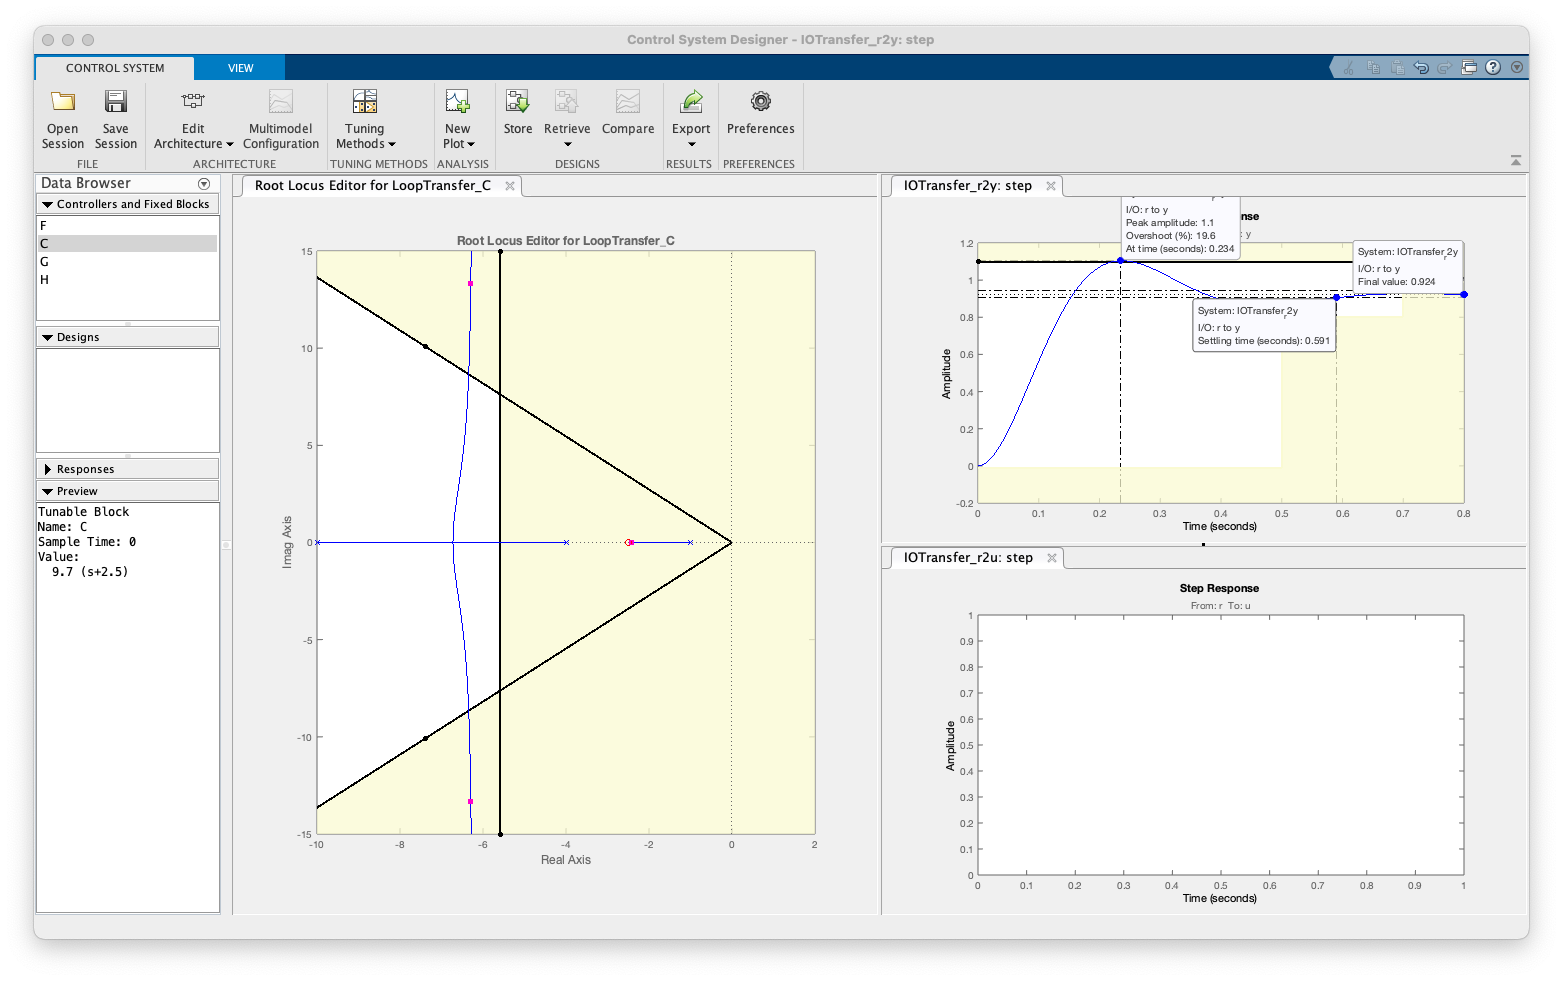 Control System Designer - IOTransfer_r2y: step
CONTROL SYSTEM
VIEW
Open Session
Save Session
Edit Architecture
Multimodel Configuration
Tuning Methods
New Plot
Store
Retrieve
Compare
Export
Preferences
FILE
ARCHITECTURE
TUNING METHODS
ANALYSIS
DESIGNS
RESULTS
PREFERENCES
Data Browser
Controllers and Fixed Blocks
F
C
G
H
Designs
Responses
Preview
Tunable Block
Name: C
Sample Time: 0
Value:
9.7 (s+2.5)
Root Locus Editor for LoopTransfer_C
Root Locus Editor for LoopTransfer_C
15
10
5
0
-5
-10
-15
Imag Axis
-10
-8
-6
-4
-2
0
2
Real Axis
IOTransfer_r2y: step
nse
: y
I/O: r to y
Peak amplitude: 1.1
Overshoot (%): 19.6
At time (seconds): 0.234
System: IOTransfer_r2y
I/O: r to y
Final value: 0.924
System: IOTransfer_r2y
I/O: r to y
Settling time (seconds): 0.591
1.2
1
0.8
0.6
0.4
0.2
0
-0.2
Amplitude
0
0.1
0.2
0.3
0.4
0.5
0.6
0.7
0.8
Time (seconds)
IOTransfer_r2u: step
Step Response
From: r To: u
1
0.9
0.8
0.7
0.6
0.5
0.4
0.3
0.2
0.1
0
Amplitude
0
0.1
0.2
0.3
0.4
0.5
0.6
0.7
0.8
0.9
1
Time (seconds)